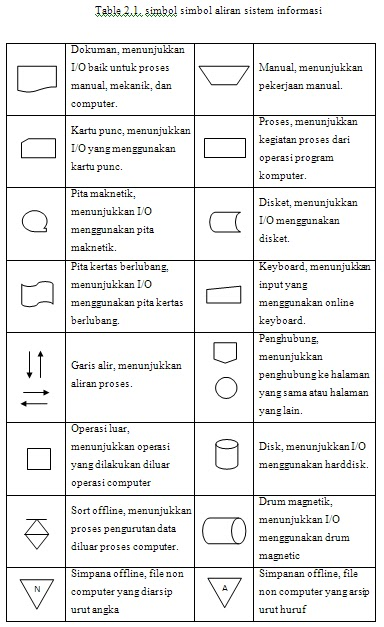 Table 2.1. simbol simbol aliran sistem informasi
Dokuman, menunjukkan
I/O baik untuk proses
manual, mekanik, dan
computer.
Manual, menunjukkan
pekerjaan manual.
Kartu punc, menunjukkan
I/O yang menggunakan
kartu punc.
Proses, menunjukkan
kegiatan proses dari
operasi program
komputer.
Pita maknetik,
menunjukkan I/O
menggunakan pita
maknetik.
Disket, menunjukkan
I/O menggunakan
disket.
Pita kertas berlubang,
menunjukkan I/O
menggunakan pita kertas
berlubang.
Keyboard, menunjukkan
input yang
menggunakan online
keyboard.
Garis alir, menunjukkan
aliran proses.
Penghubung,
menunjukkan
penghubung ke halaman
yang sama atau halaman
yang lain.
Operasi luar,
menunjukkan operasi
yang dilakukan diluar
operasi computer
Disk, menunjukkan I/O
menggunakan harddisk.
Sort offline, menunjukkan
proses pengurutan data
diluar proses computer.
Drum magnetik,
menunjukkan I/O
menggunakan drum
magnetic
N
Simpana offline, file non
computer yang diarsip
urut angka
A
Simpanan offline, file
non computer yang arsip
urut huruf